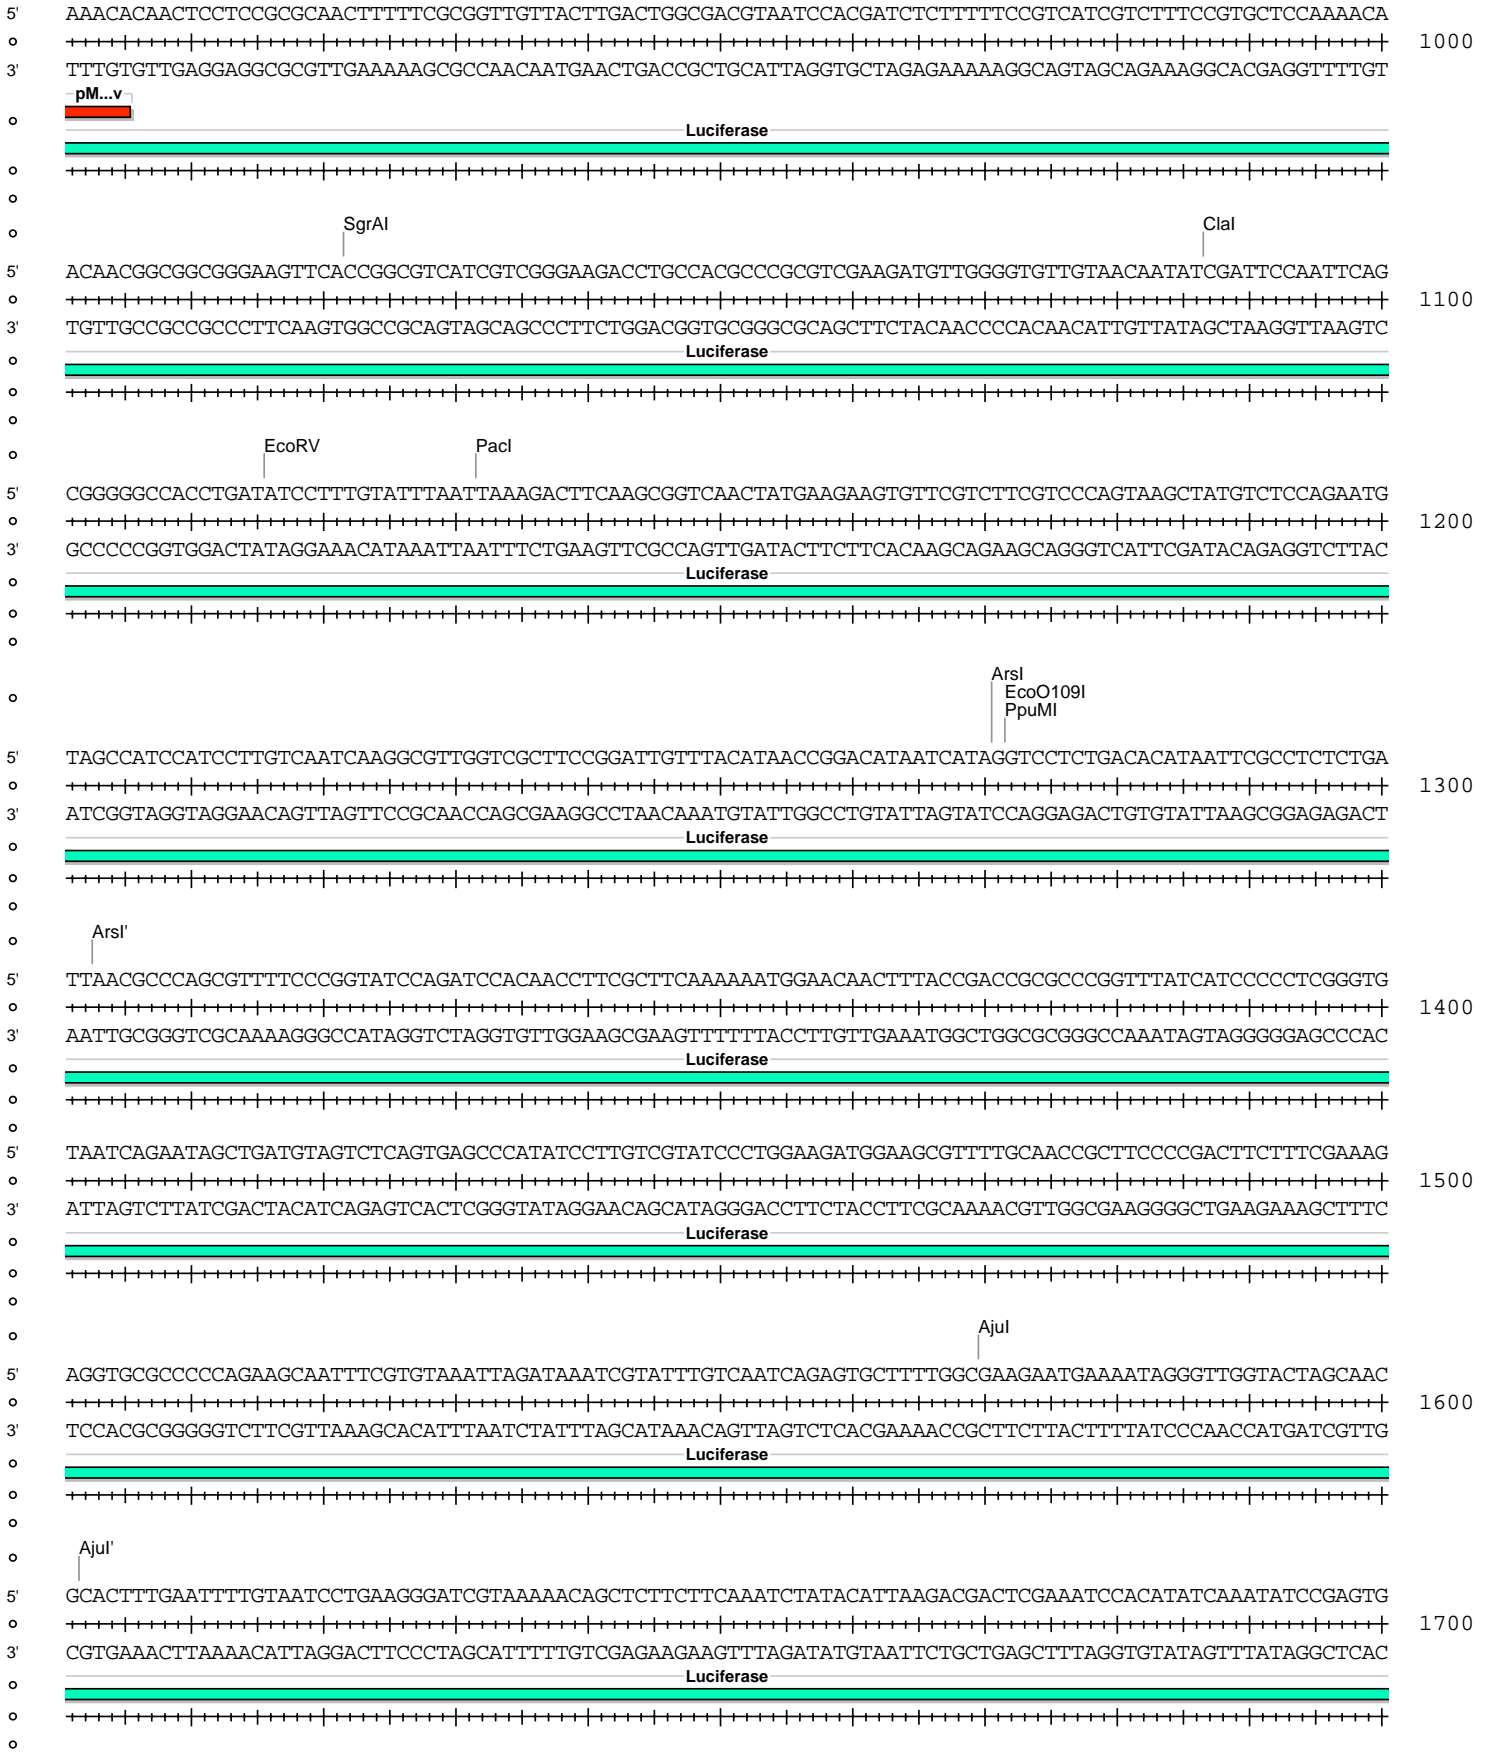 5' AAACACAACTCCTCCGCGCAACTTTTTCGCGGTTGTTACTTGACTGGCGACGTAATCCACGATCTCTTTTTCCGTCATCGTCTTTCCGTGCTCCAAAACA
1000
3' TTTGTGTTGAGGAGGCGCGTTGAAAAAGCGCCAACAATGAACTGACCGCTGCATTAGGTGCTAGAGAAAAAGGCAGTAGCAGAAAGGCACGAGGTTTTGT
pM...v
Luciferase
SgrAI ClaI
5' ACAACGGCGGCGGGAAGTTCACCGGCGTCATCGTCGGGAAGACCTGCCACGCCCGCGTCGAAGATGTTGGGGTGTTGTAACAATATCGATTCCAATTCAG
1100
3' TGTTGCCGCCGCCCTTCAAGTGGCCGCAGTAGCAGCCCTTCTGGACGGTGCGGGCGCAGCTTCTACAACCCCACAACATTGTTATAGCTAAGGTTAAGTC
Luciferase
EcoRV PacI
5' CGGGGGCCACCTGATATCCTTTGTATTTAATTAAAGACTTCAAGCGGTCAACTATGAAGAAGTGTTCGTCTTCGTCCCAGTAAGCTATGTCTCCAGAATG
1200
3' GCCCCCGGTGGACTATAGGAAACATAAATTAATTTCTGAAGTTCGCCAGTTGATACTTCTTCACAAGCAGAAGCAGGGTCATTCGATACAGAGGTCTTAC
Luciferase
ArsI
EcoO109I
PpuMI
5' TAGCCATCCATCCTTGTCAATCAAGGCGTTGGTCGCTTCCGGATTGTTTACATAACCGGACATAATCATAGGTCCTCTGACACATAATTCGCCTCTCTGA
1300
3' ATCGGTAGGTAGGAACAGTTAGTTCCGCAACCAGCGAAGGCCTAACAAATGTATTGGCCTGTATTAGTATCCAGGAGACTGTGTATTAAGCGGAGAGACT
Luciferase
ArsI'
5' TTAACGCCCAGCGTTTTCCCGGTATCCAGATCCACAACCTTCGCTTCAAAAAATGGAACAACTTTACCGACCGCGCCCGGTTTATCATCCCCCTCGGGTG
1400
3' AATTGCGGGTCGCAAAAGGGCCATAGGTCTAGGTGTTGGAAGCGAAGTTTTTTACCTTGTTGAAATGGCTGGCGCGGGCCAAATAGTAGGGGGAGCCCAC
Luciferase
5' TAATCAGAATAGCTGATGTAGTCTCAGTGAGCCCATATCCTTGTCGTATCCCTGGAAGATGGAAGCGTTTTGCAACCGCTTCCCCGACTTCTTTCGAAAG
1500
3' ATTAGTCTTATCGACTACATCAGAGTCACTCGGGTATAGGAACAGCATAGGGACCTTCTACCTTCGCAAAACGTTGGCGAAGGGGCTGAAGAAAGCTTTC
Luciferase
AjuI
5' AGGTGCGCCCCCAGAAGCAATTTCGTGTAAATTAGATAAATCGTATTTGTCAATCAGAGTGCTTTTGGCGAAGAATGAAAATAGGGTTGGTACTAGCAAC
1600
3' TCCACGCGGGGGTCTTCGTTAAAGCACATTTAATCTATTTAGCATAAACAGTTAGTCTCACGAAAACCGCTTCTTACTTTTATCCCAACCATGATCGTTG
Luciferase
AjuI'
5' GCACTTTGAATTTTGTAATCCTGAAGGGATCGTAAAAACAGCTCTTCTTCAAATCTATACATTAAGACGACTCGAAATCCACATATCAAATATCCGAGTG
1700
3' CGTGAAACTTAAAACATTAGGACTTCCCTAGCATTTTTGTCGAGAAGAAGTTTAGATATGTAATTCTGCTGAGCTTTAGGTGTATAGTTTATAGGCTCAC
Luciferase